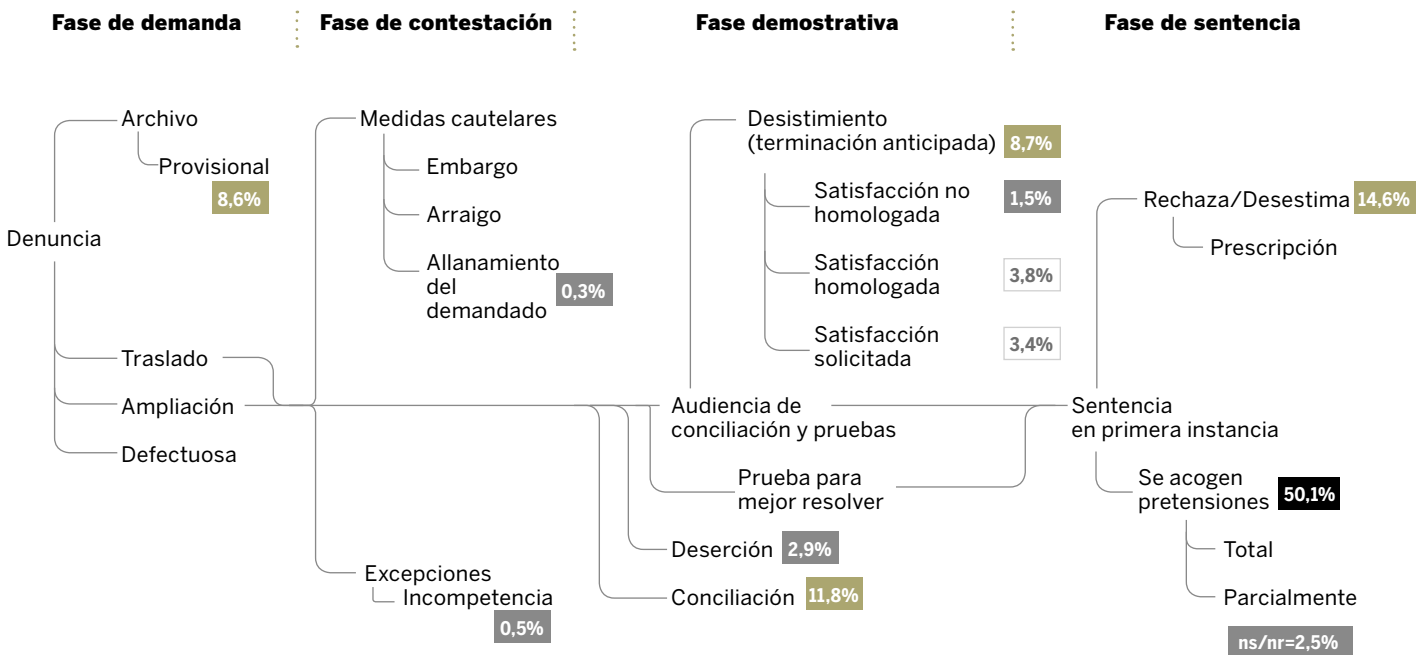 Fase de demanda
Fase de contestación
Fase demostrativa
Fase de sentencia
Denuncia
Archivo
Provisional
8,6%
Traslado
Ampliación
Defectuosa
Medidas cautelares
Embargo
Arraigo
Allanamiento
del
demandado
0,3%
Excepciones
Incompetencia
0,5%
Desistimiento
(terminación anticipada)
8,7%
Satisfacción no
homologada
1,5%
Satisfacción
homologada
3,8%
Satisfacción
solicitada
3,4%
Audiencia de
conciliación y pruebas
Prueba para
mejor resolver
Deserción
2,9%
Conciliación
11,8%
Rechaza/Desestima
14,6%
Prescripción
Sentencia
en primera instancia
Se acogen
pretensiones
50,1%
Total
Parcialmente
ns/nr=2,5%